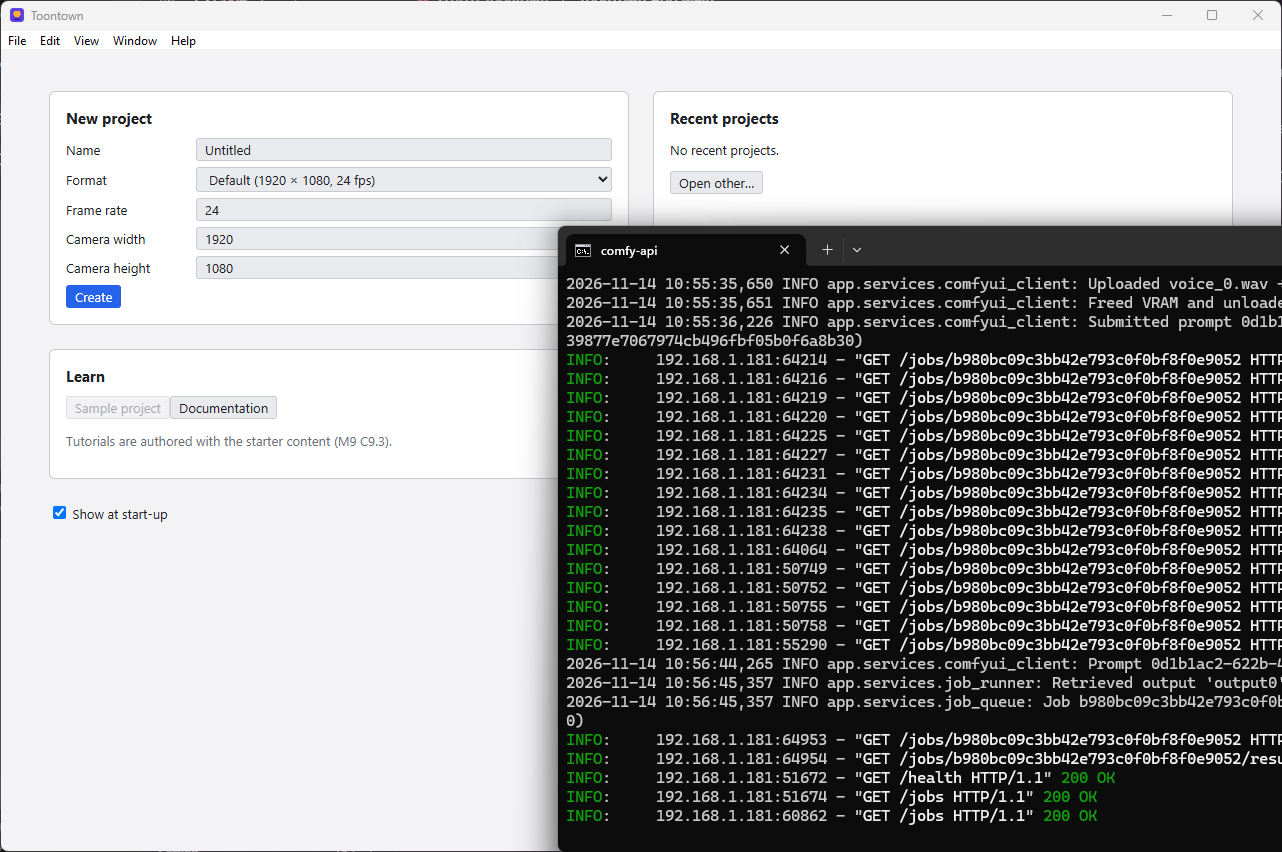 Toontown
File Edit View Window Help
New project
Name Untitled
Format Default (1920 × 1080, 24 fps)
Frame rate 24
Camera width 1920
Camera height 1080
Create
Recent projects
No recent projects.
Open other...
Learn
Sample project Documentation
Tutorials are authored with the starter content (M9 C9.3).
Show at start-up
comfy-api
2026-11-14 10:55:35,650 INFO app.services.comfyui_client: Uploaded voice_0.wav
2026-11-14 10:55:35,651 INFO app.services.comfyui_client: Freed VRAM and unloade
2026-11-14 10:55:36,226 INFO app.services.comfyui_client: Submitted prompt 0d1b1
39877e7067974cb496fbf05b0f6a8b30)
INFO: 192.168.1.181:64214 - "GET /jobs/b980bc09c3bb42e793c0f0bf8f0e9052 HTTP
INFO: 192.168.1.181:64216 - "GET /jobs/b980bc09c3bb42e793c0f0bf8f0e9052 HTTP
INFO: 192.168.1.181:64219 - "GET /jobs/b980bc09c3bb42e793c0f0bf8f0e9052 HTTP
INFO: 192.168.1.181:64220 - "GET /jobs/b980bc09c3bb42e793c0f0bf8f0e9052 HTTP
INFO: 192.168.1.181:64225 - "GET /jobs/b980bc09c3bb42e793c0f0bf8f0e9052 HTTP
INFO: 192.168.1.181:64227 - "GET /jobs/b980bc09c3bb42e793c0f0bf8f0e9052 HTTP
INFO: 192.168.1.181:64231 - "GET /jobs/b980bc09c3bb42e793c0f0bf8f0e9052 HTTP
INFO: 192.168.1.181:64234 - "GET /jobs/b980bc09c3bb42e793c0f0bf8f0e9052 HTTP
INFO: 192.168.1.181:64235 - "GET /jobs/b980bc09c3bb42e793c0f0bf8f0e9052 HTTP
INFO: 192.168.1.181:64238 - "GET /jobs/b980bc09c3bb42e793c0f0bf8f0e9052 HTTP
INFO: 192.168.1.181:64064 - "GET /jobs/b980bc09c3bb42e793c0f0bf8f0e9052 HTTP
INFO: 192.168.1.181:50749 - "GET /jobs/b980bc09c3bb42e793c0f0bf8f0e9052 HTTP
INFO: 192.168.1.181:50752 - "GET /jobs/b980bc09c3bb42e793c0f0bf8f0e9052 HTTP
INFO: 192.168.1.181:50755 - "GET /jobs/b980bc09c3bb42e793c0f0bf8f0e9052 HTTP
INFO: 192.168.1.181:50758 - "GET /jobs/b980bc09c3bb42e793c0f0bf8f0e9052 HTTP
INFO: 192.168.1.181:55290 - "GET /jobs/b980bc09c3bb42e793c0f0bf8f0e9052 HTTP
2026-11-14 10:56:44,265 INFO app.services.comfyui_client: Prompt 0d1b1ac2-622b-4
2026-11-14 10:56:45,357 INFO app.services.job_runner: Retrieved output 'output0'
2026-11-14 10:56:45,357 INFO app.services.job_queue: Job b980bc09c3bb42e793c0f0b
0)
INFO: 192.168.1.181:64953 - "GET /jobs/b980bc09c3bb42e793c0f0bf8f0e9052 HTTP
INFO: 192.168.1.181:64954 - "GET /jobs/b980bc09c3bb42e793c0f0bf8f0e9052/resu
INFO: 192.168.1.181:51672 - "GET /health HTTP/1.1" 200 OK
INFO: 192.168.1.181:51674 - "GET /jobs HTTP/1.1" 200 OK
INFO: 192.168.1.181:60862 - "GET /jobs HTTP/1.1" 200 OK